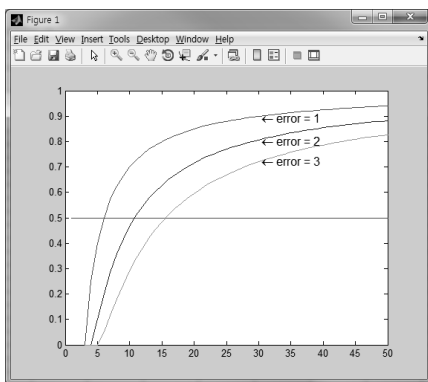 Figure 1
File Edit View Insert Tools Desktop Window Help
1
0.9
0.8
0.7
0.6
0.5
0.4
0.3
0.2
0.1
0
← error = 1
← error = 2
← error = 3
0 5 10 15 20 25 30 35 40 45 50